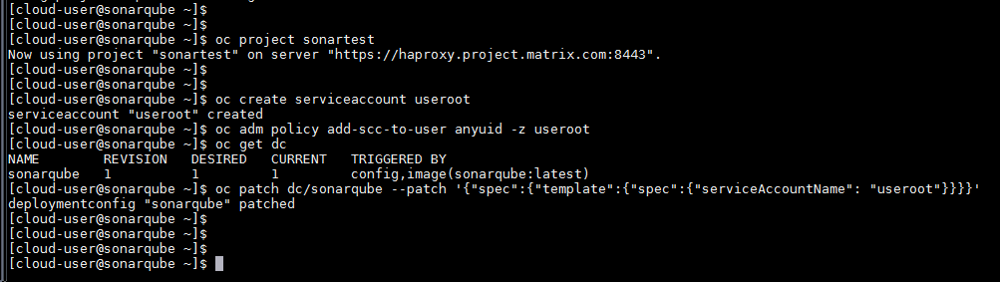 [cloud-user@sonarqube ~]$
[cloud-user@sonarqube ~]$
[cloud-user@sonarqube ~]$ oc project sonartest
Now using project "sonartest" on server "https://haproxy.project.matrix.com:8443".
[cloud-user@sonarqube ~]$
[cloud-user@sonarqube ~]$
[cloud-user@sonarqube ~]$ oc create serviceaccount useroot
serviceaccount "useroot" created
[cloud-user@sonarqube ~]$ oc adm policy add-scc-to-user anyuid -z useroot
[cloud-user@sonarqube ~]$ oc get dc
NAME REVISION DESIRED CURRENT TRIGGERED BY
sonarqube 1 1 1 config,image(sonarqube:latest)
[cloud-user@sonarqube ~]$ oc patch dc/sonarqube --patch '{"spec":{"template":{"spec":{"serviceAccountName": "useroot"}}}}'
deploymentconfig "sonarqube" patched
[cloud-user@sonarqube ~]$
[cloud-user@sonarqube ~]$
[cloud-user@sonarqube ~]$
[cloud-user@sonarqube ~]$